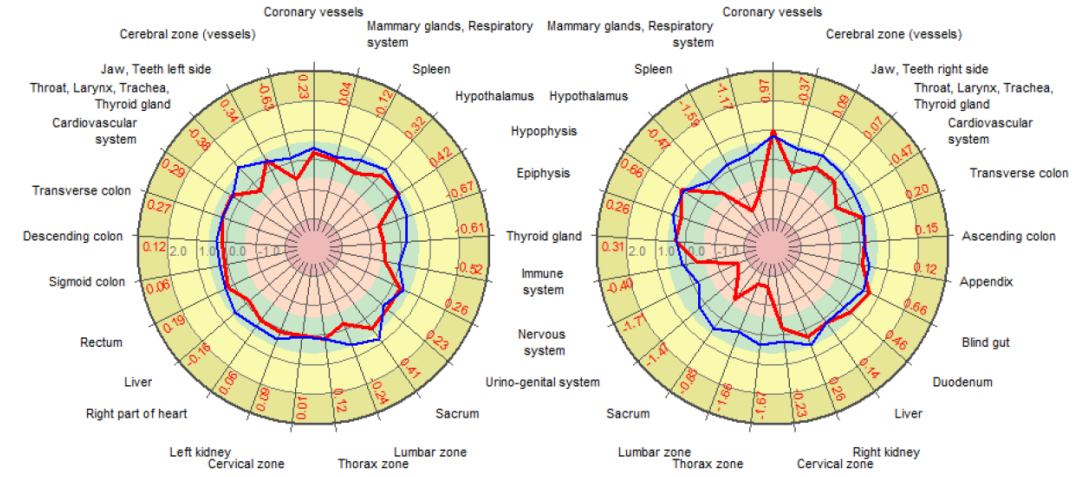 Coronary vessels
Mammary glands, Respiratory
system
Cerebral zone (vessels)
Spleen
Jaw, Teeth left side
Hypothalamus
Throat, Larynx, Trachea,
Thyroid gland
Hypophysis
Cardiovascular
system
Epiphysis
Transverse colon
Thyroid gland
Descending colon
Immune
system
Sigmoid colon
Nervous
system
Rectum
Urino-genital system
Liver
Sacrum
Right part of heart
Lumbar zone
Left kidney
Thorax zone
Cervical zone
0.23
0.04
-0.12
0.32
0.42
-0.67
-0.61
-0.52
0.26
0.23
0.41
-0.24
0.12
0.01
0.09
0.06
-0.16
0.19
0.06
0.12
0.27
0.29
-0.38
0.34
-0.63
2.0 1.0 0.0 -1.0
Coronary vessels
Mammary glands, Respiratory
system
Cerebral zone (vessels)
Spleen
Jaw, Teeth right side
Hypothalamus
Throat, Larynx, Trachea,
Thyroid gland
Cardiovascular
system
Transverse colon
Ascending colon
Appendix
Blind gut
Duodenum
Liver
Sacrum
Right kidney
Lumbar zone
Thorax zone
Cervical zone
0.97
-0.37
0.09
0.07
-0.47
0.20
0.15
0.12
0.66
0.46
0.14
0.26
-0.23
-1.67
-1.66
-0.85
-1.47
-1.71
-0.40
0.31
0.26
0.66
-0.47
-1.59
-1.17
2.0 1.0 0.0 -1.0